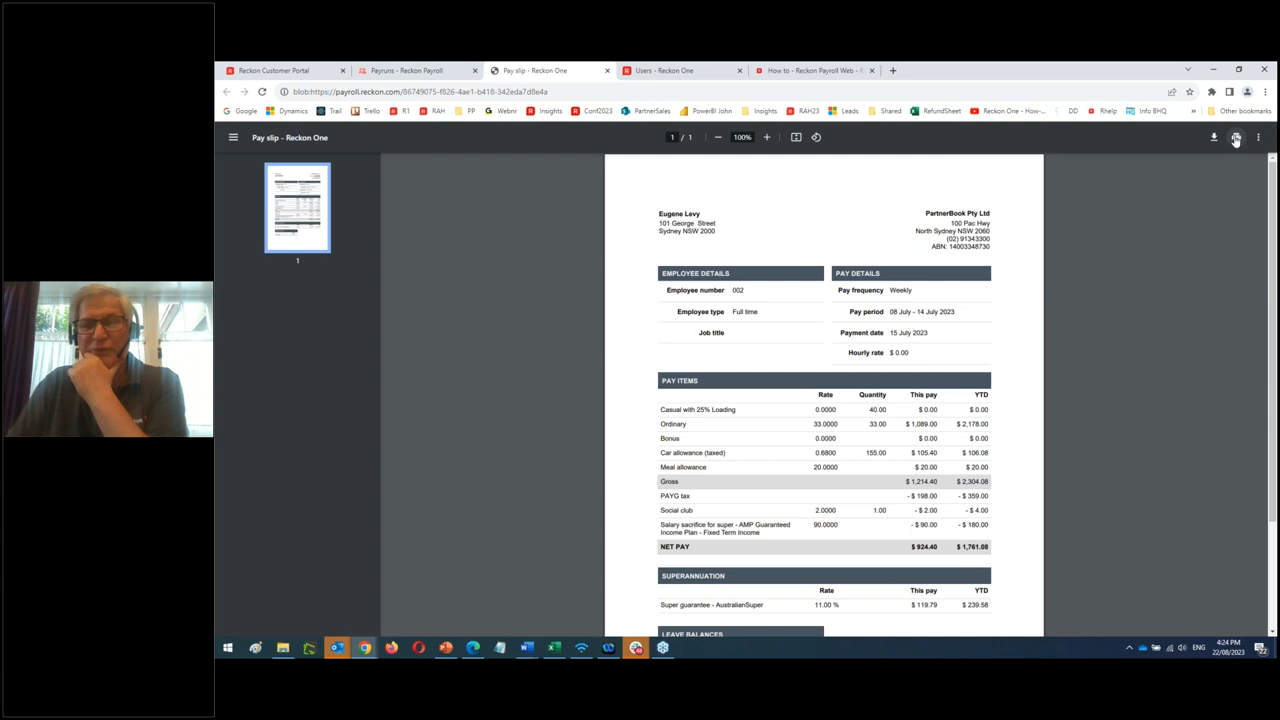 Reckon Customer Portal
Payruns - Reckon Payroll
Pay slip - Reckon One
Users - Reckon One
How to - Reckon Payroll Web -
blob:https://payroll.reckon.com/86749075-f826-4ae1-b418-342eda7d8e4a
Google Dynamics Trail Trello R1 RAH PP Webnr Insights Conf2023 PartnerSales PowerBI John Insights RAH23 Leads Shared RefundSheet Reckon One - How-... DD Rhelp Info BHQ » Other bookmarks
Pay slip - Reckon One
1 / 1
100%
1
Eugene Levy
101 George Street
Sydney NSW 2000
PartnerBook Pty Ltd
100 Pac Hwy
North Sydney NSW 2060
(02) 91343300
ABN: 14003348730
EMPLOYEE DETAILS
Employee number 002
Employee type Full time
Job title
PAY DETAILS
Pay frequency Weekly
Pay period 08 July - 14 July 2023
Payment date 15 July 2023
Hourly rate $ 0.00
PAY ITEMS
Rate Quantity This pay YTD
Casual with 25% Loading 0.0000 40.00 $ 0.00 $ 0.00
Ordinary 33.0000 33.00 $ 1,089.00 $ 2,178.00
Bonus 0.0000 $ 0.00 $ 0.00
Car allowance (taxed) 0.6800 155.00 $ 105.40 $ 106.08
Meal allowance 20.0000 $ 20.00 $ 20.00
Gross $ 1,214.40 $ 2,304.08
PAYG tax - $ 198.00 - $ 359.00
Social club 2.0000 1.00 - $ 2.00 - $ 4.00
Salary sacrifice for super - AMP Guaranteed 90.0000 - $ 90.00 - $ 180.00
Income Plan - Fixed Term Income
NET PAY $ 924.40 $ 1,761.08
SUPERANNUATION
Rate This pay YTD
Super guarantee - AustralianSuper 11.00 % $ 119.79 $ 239.58
LEAVE BALANCES
ENG
4:24 PM
22/08/2023
22